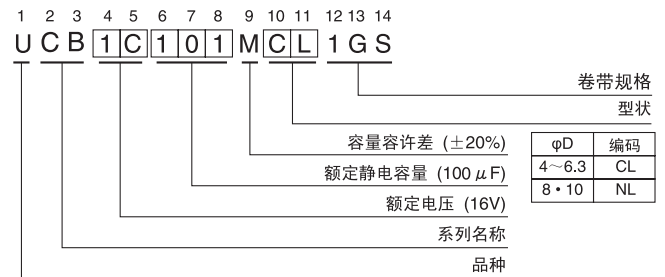 1 2 3 4 5 6 7 8 9 10 11 12 13 14
U C B 1 C 1 0 1 M C L 1 G S
卷带规格
型状
容量容许差 (±20%)
额定静电容量 (100μF)
额定电压 (16V)
系列名称
品种
φD 编码
4～6.3 CL
8・10 NL